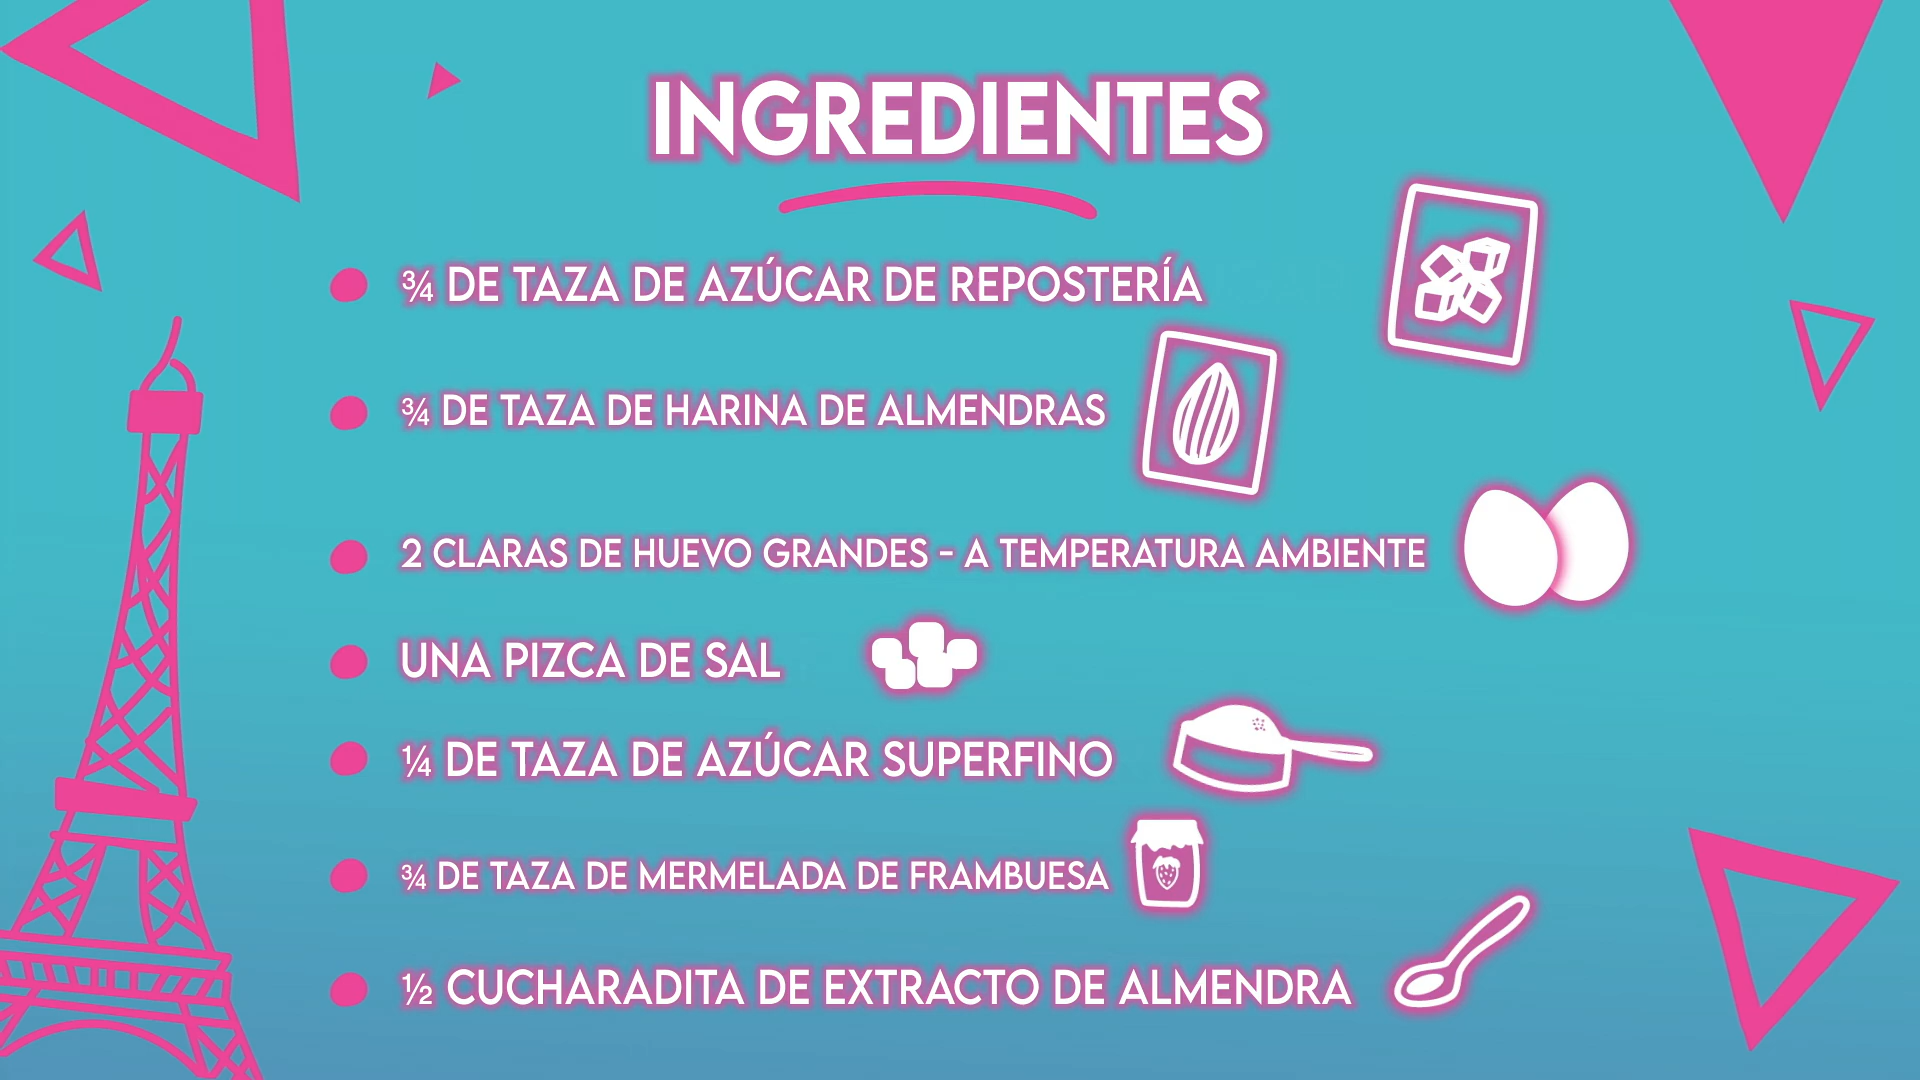 INGREDIENTES
¾ DE TAZA DE AZÚCAR DE REPOSTERÍA
¾ DE TAZA DE HARINA DE ALMENDRAS
2 CLARAS DE HUEVO GRANDES - A TEMPERATURA AMBIENTE
UNA PIZCA DE SAL
¼ DE TAZA DE AZÚCAR SUPERFINO
¾ DE TAZA DE MERMELADA DE FRAMBUESA
½ CUCHARADITA DE EXTRACTO DE ALMENDRA